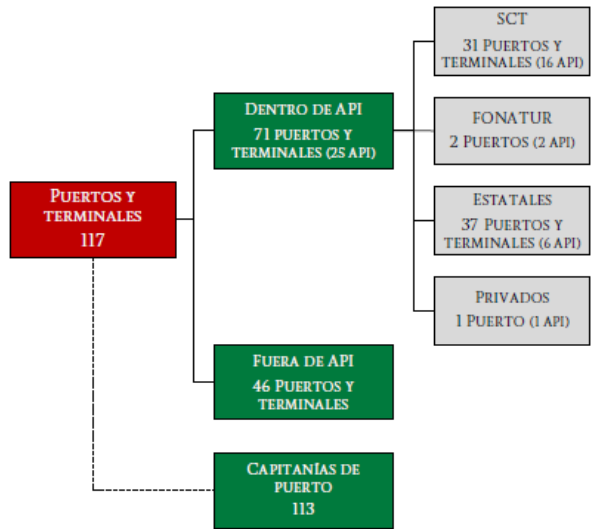 Puertos y
terminales
117
Dentro de API
71 puertos y
terminales (25 API)
Fuera de API
46 Puertos y
terminales
Capitanías de
puerto
113
SCT
31 Puertos y
terminales (16 API)
FONATUR
2 Puertos (2 API)
Estatales
37 Puertos y
terminales (6 API)
Privados
1 Puerto (1 API)